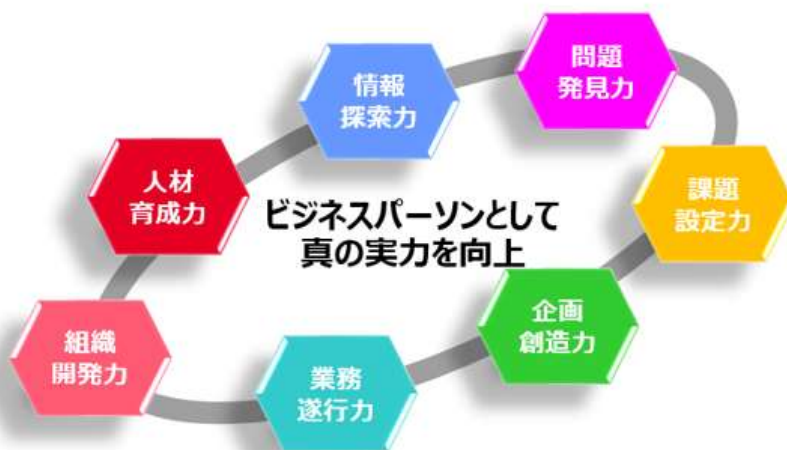 問題
発見力
情報
探索力
人材
育成力
課題
設定力
ビジネスパーソンとして
真の実力を向上
企画
創造力
組織
開発力
業務
遂行力